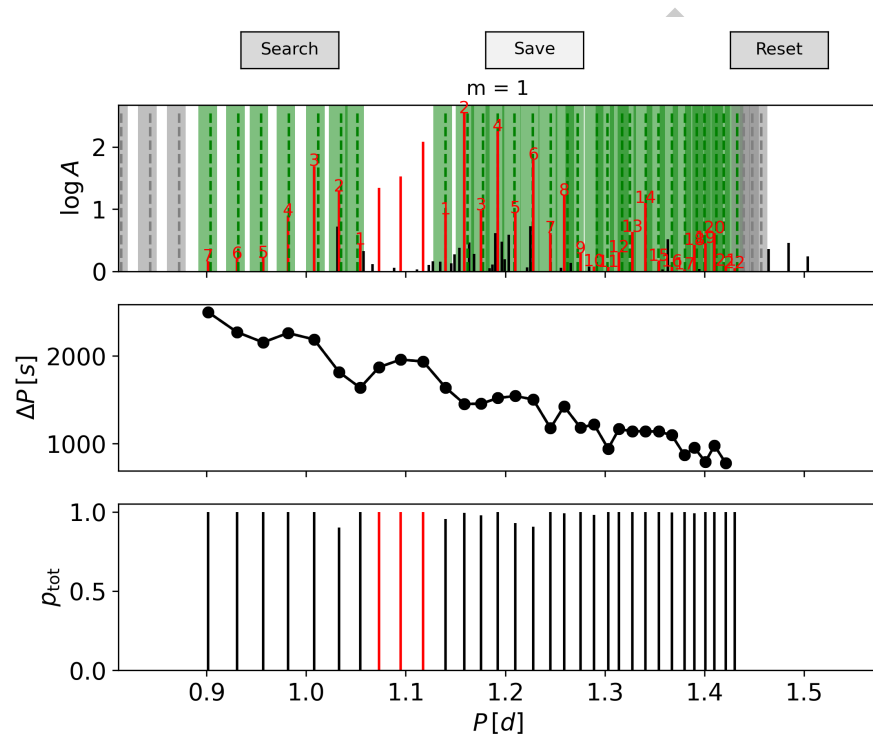 Search Save Reset
m = 1
log A
2
1
0
7 6 5 4 3 2 1 1 2 3 4 5 6 7 8 9 10 11 12 13 14 15 16 17 18 19 20 21 22
ΔP [s]
2000
1000
p_tot
1.0
0.5
0.0
0.9 1.0 1.1 1.2 1.3 1.4 1.5
P [d]